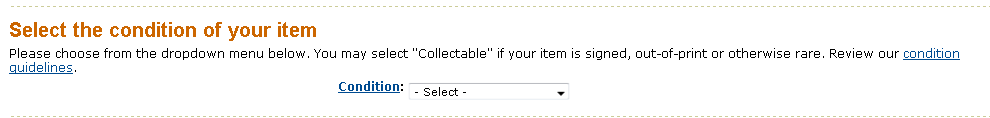 Select the condition of your item
Please choose from the dropdown menu below. You may select "Collectable" if your item is signed, out-of-print or otherwise rare. Review our condition
guidelines.
Condition: - Select -